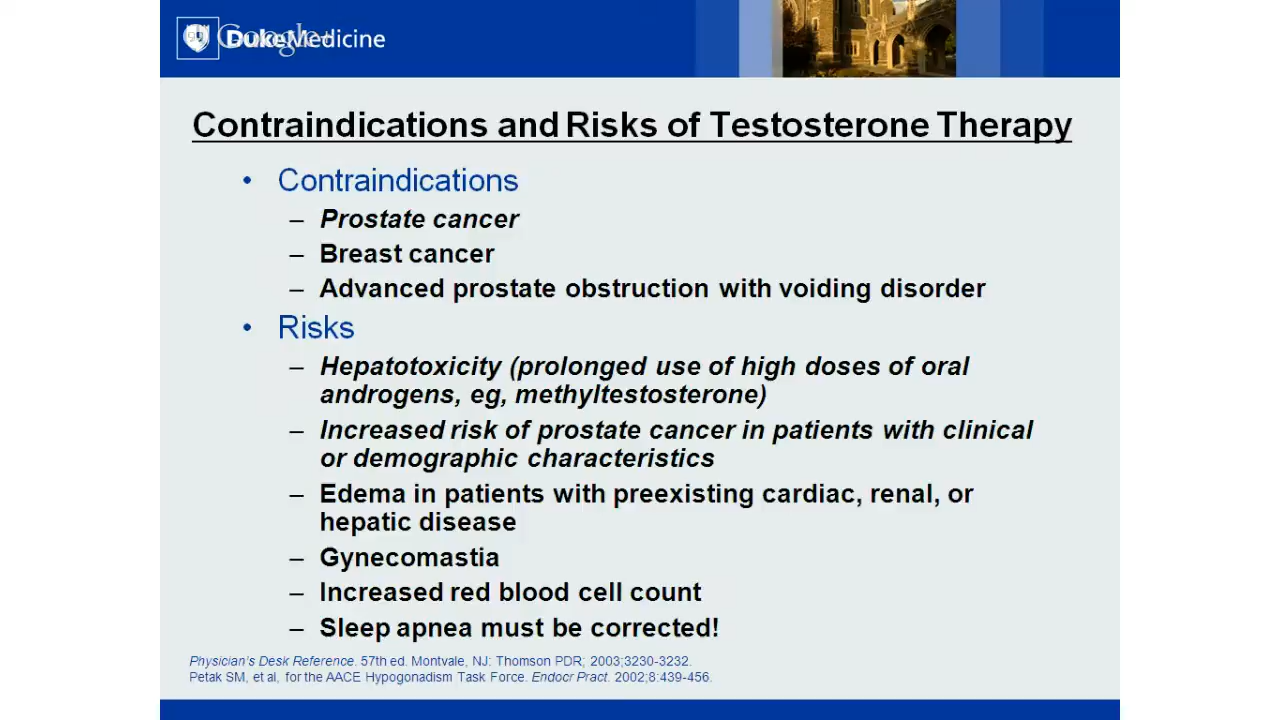 DukeMedicine
Google+
Contraindications and Risks of Testosterone Therapy
• Contraindications
– Prostate cancer
– Breast cancer
– Advanced prostate obstruction with voiding disorder
• Risks
– Hepatotoxicity (prolonged use of high doses of oral
androgens, eg, methyltestosterone)
– Increased risk of prostate cancer in patients with clinical
or demographic characteristics
– Edema in patients with preexisting cardiac, renal, or
hepatic disease
– Gynecomastia
– Increased red blood cell count
– Sleep apnea must be corrected!
Physician's Desk Reference. 57th ed. Montvale, NJ: Thomson PDR; 2003;3230-3232.
Petak SM, et al, for the AACE Hypogonadism Task Force. Endocr Pract. 2002;8:439-456.